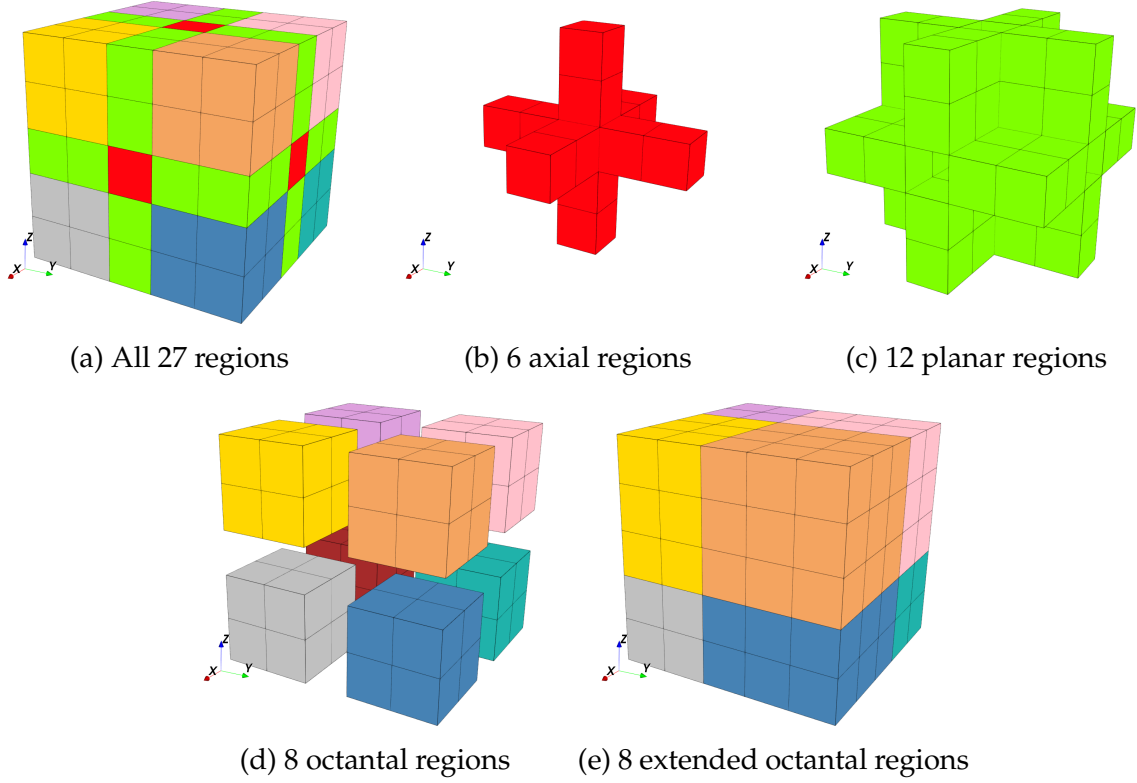 Z
X
Y
Z
X
Y
Z
X
Y
(a) All 27 regions
(b) 6 axial regions
(c) 12 planar regions
Z
X
Y
Z
X
Y
(d) 8 octantal regions
(e) 8 extended octantal regions